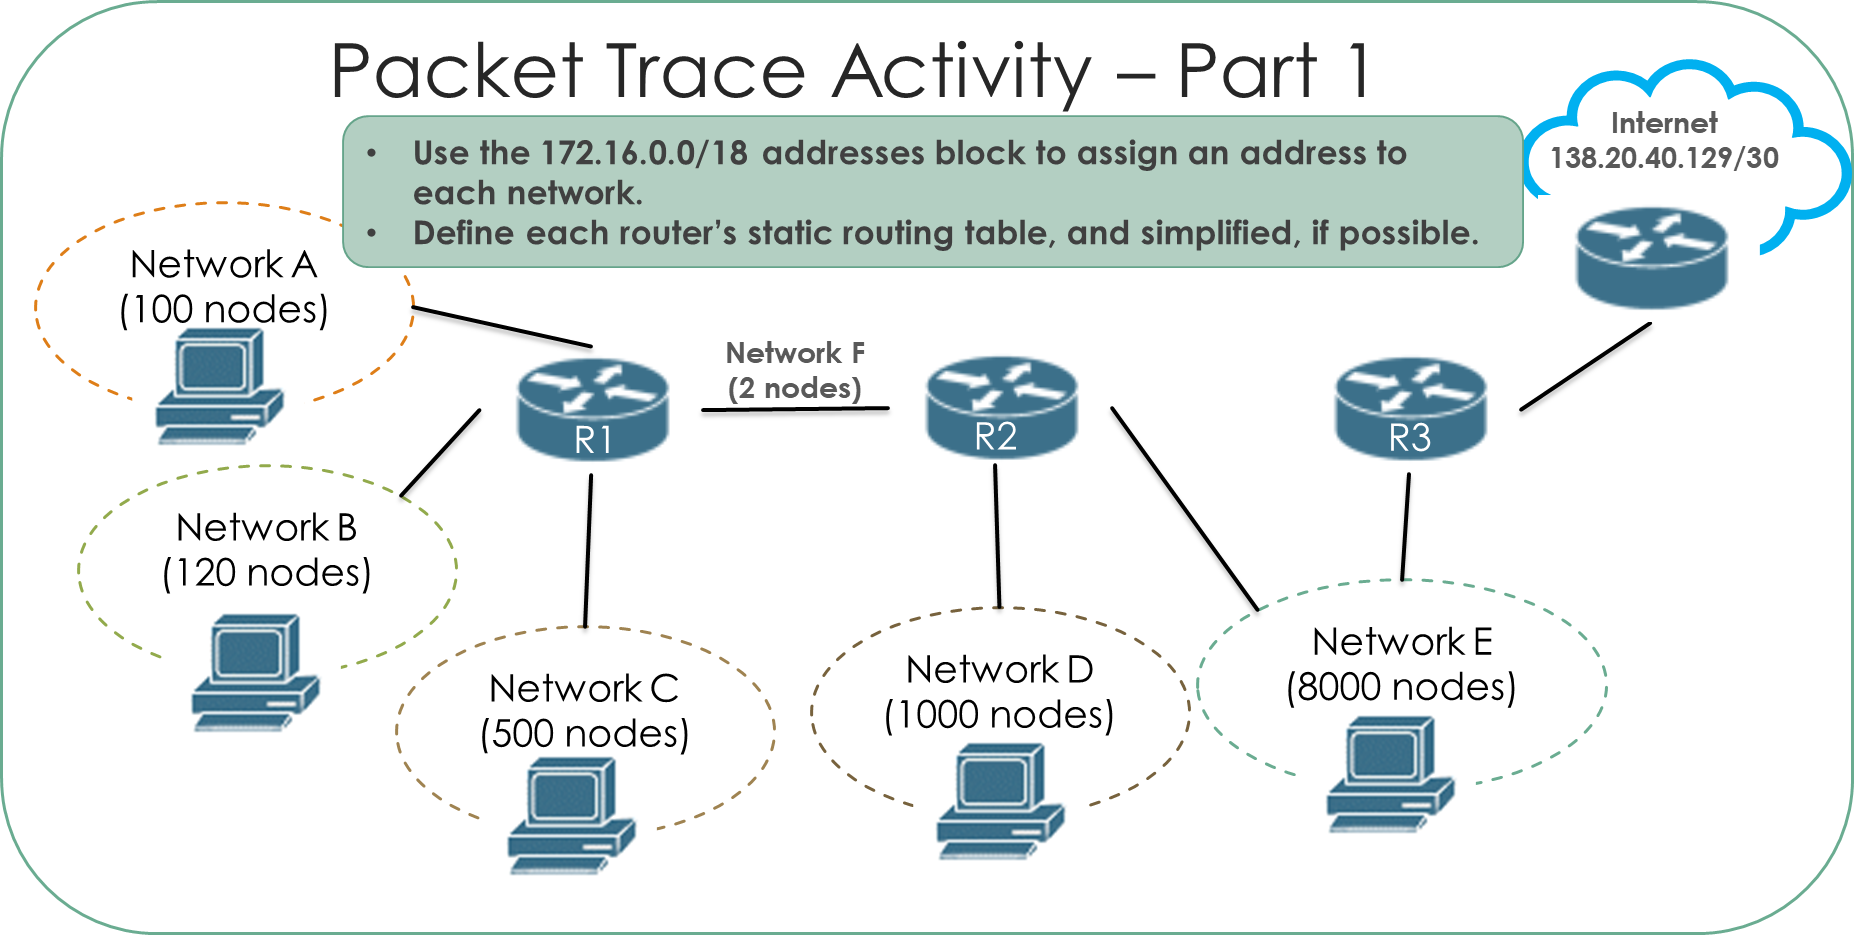 Packet Trace Activity – Part 1
Internet
138.20.40.129/30
• Use the 172.16.0.0/18 addresses block to assign an address to
each network.
• Define each router’s static routing table, and simplified, if possible.
Network A
(100 nodes)
Network F
(2 nodes)
R1
R2
R3
Network B
(120 nodes)
Network C
(500 nodes)
Network D
(1000 nodes)
Network E
(8000 nodes)